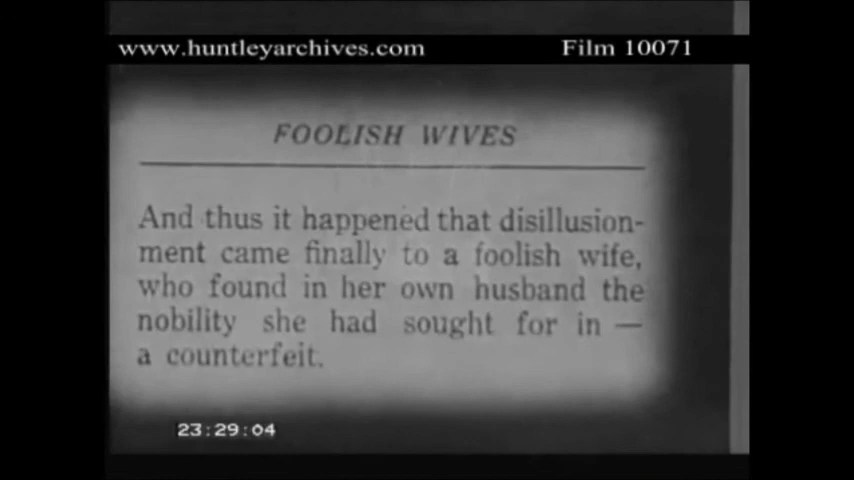 www.huntleyarchives.com Film 10071
FOOLISH WIVES
And thus it happened that disillusion-
ment came finally to a foolish wife,
who found in her own husband the
nobility she had sought for in —
a counterfeit.
23:29:04